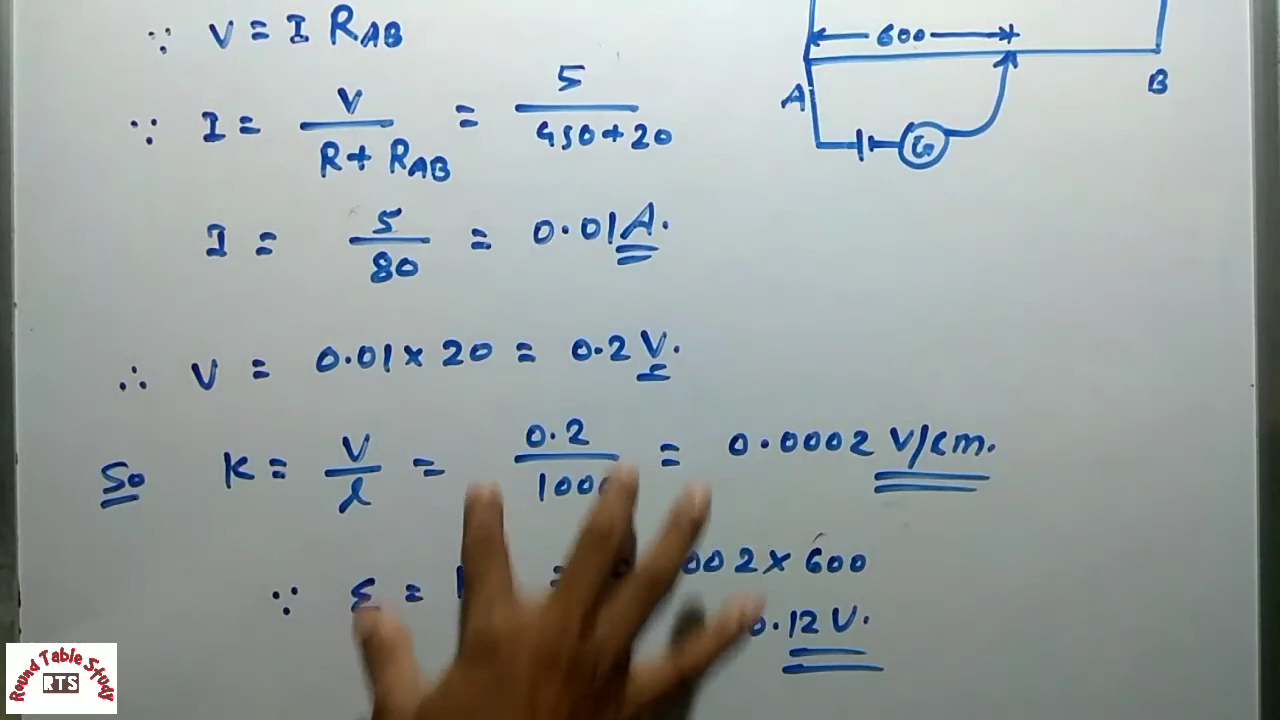 ∵ V = I R_AB
∵ I = V / (R + R_AB) = 5 / (450 + 20)
I = 5 / 80 = 0.01 A.
∴ V = 0.01 × 20 = 0.2 V.
So K = V / l = 0.2 / 1000 = 0.0002 V/cm.
∵ ε = = 002 × 600
0.12 V.
600
A
B
G
Round Table Study
RTS